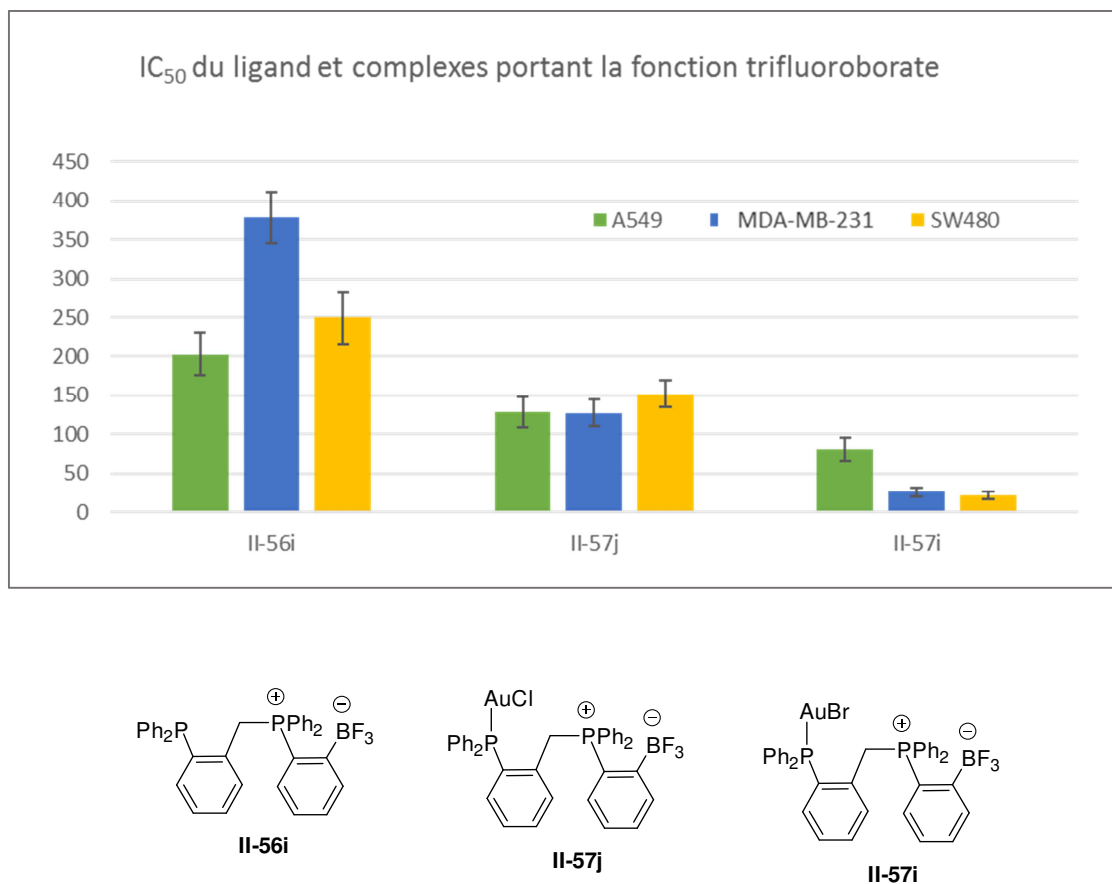 IC50 du ligand et complexes portant la fonction trifluoroborate
450
400
350
300
250
200
150
100
50
0
A549 MDA-MB-231 SW480
II-56i II-57j II-57i
Ph2P
⊕
PPh2
⊖
BF3
II-56i
AuCl
Ph2P
⊕
PPh2
⊖
BF3
II-57j
AuBr
Ph2P
⊕
PPh2
⊖
BF3
II-57i